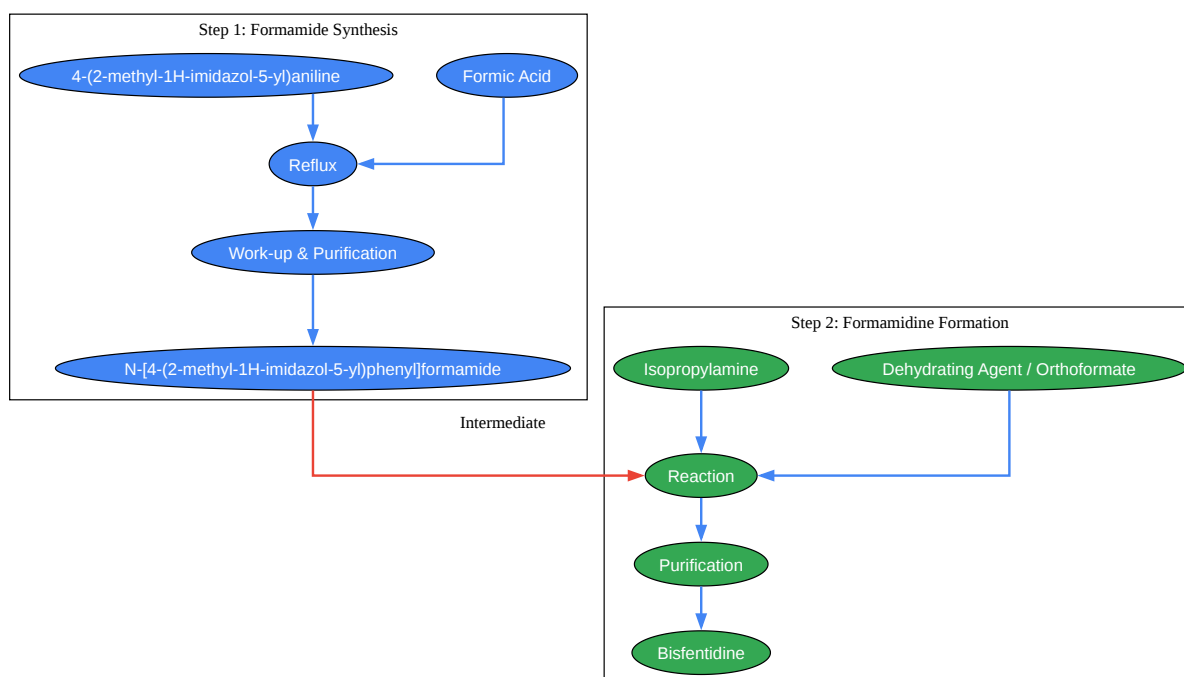 Step 1: Formamide Synthesis
4-(2-methyl-1H-imidazol-5-yl)aniline
Formic Acid
Reflux
Work-up & Purification
N-[4-(2-methyl-1H-imidazol-5-yl)phenyl]formamide
Intermediate
Step 2: Formamidine Formation
Isopropylamine
Dehydrating Agent / Orthoformate
Reaction
Purification
Bisfentidine